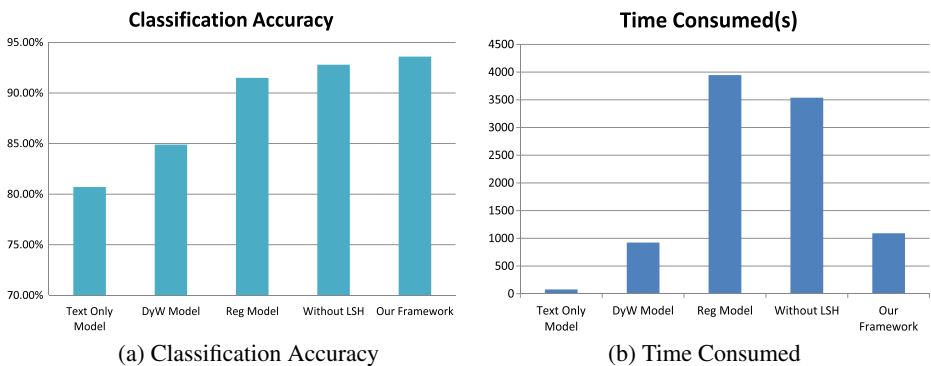 Classification Accuracy
95.00%
90.00%
85.00%
80.00%
75.00%
70.00%
Text Only
Model
DyW Model
Reg Model
Without LSH
Our Framework
(a) Classification Accuracy
Time Consumed(s)
4500
4000
3500
3000
2500
2000
1500
1000
500
0
Text Only
Model
DyW Model
Reg Model
Without LSH
Our
Framework
(b) Time Consumed